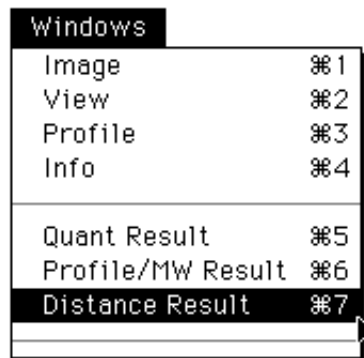 Windows
Image ⌘1
View ⌘2
Profile ⌘3
Info ⌘4
Quant Result ⌘5
Profile/MW Result ⌘6
Distance Result ⌘7